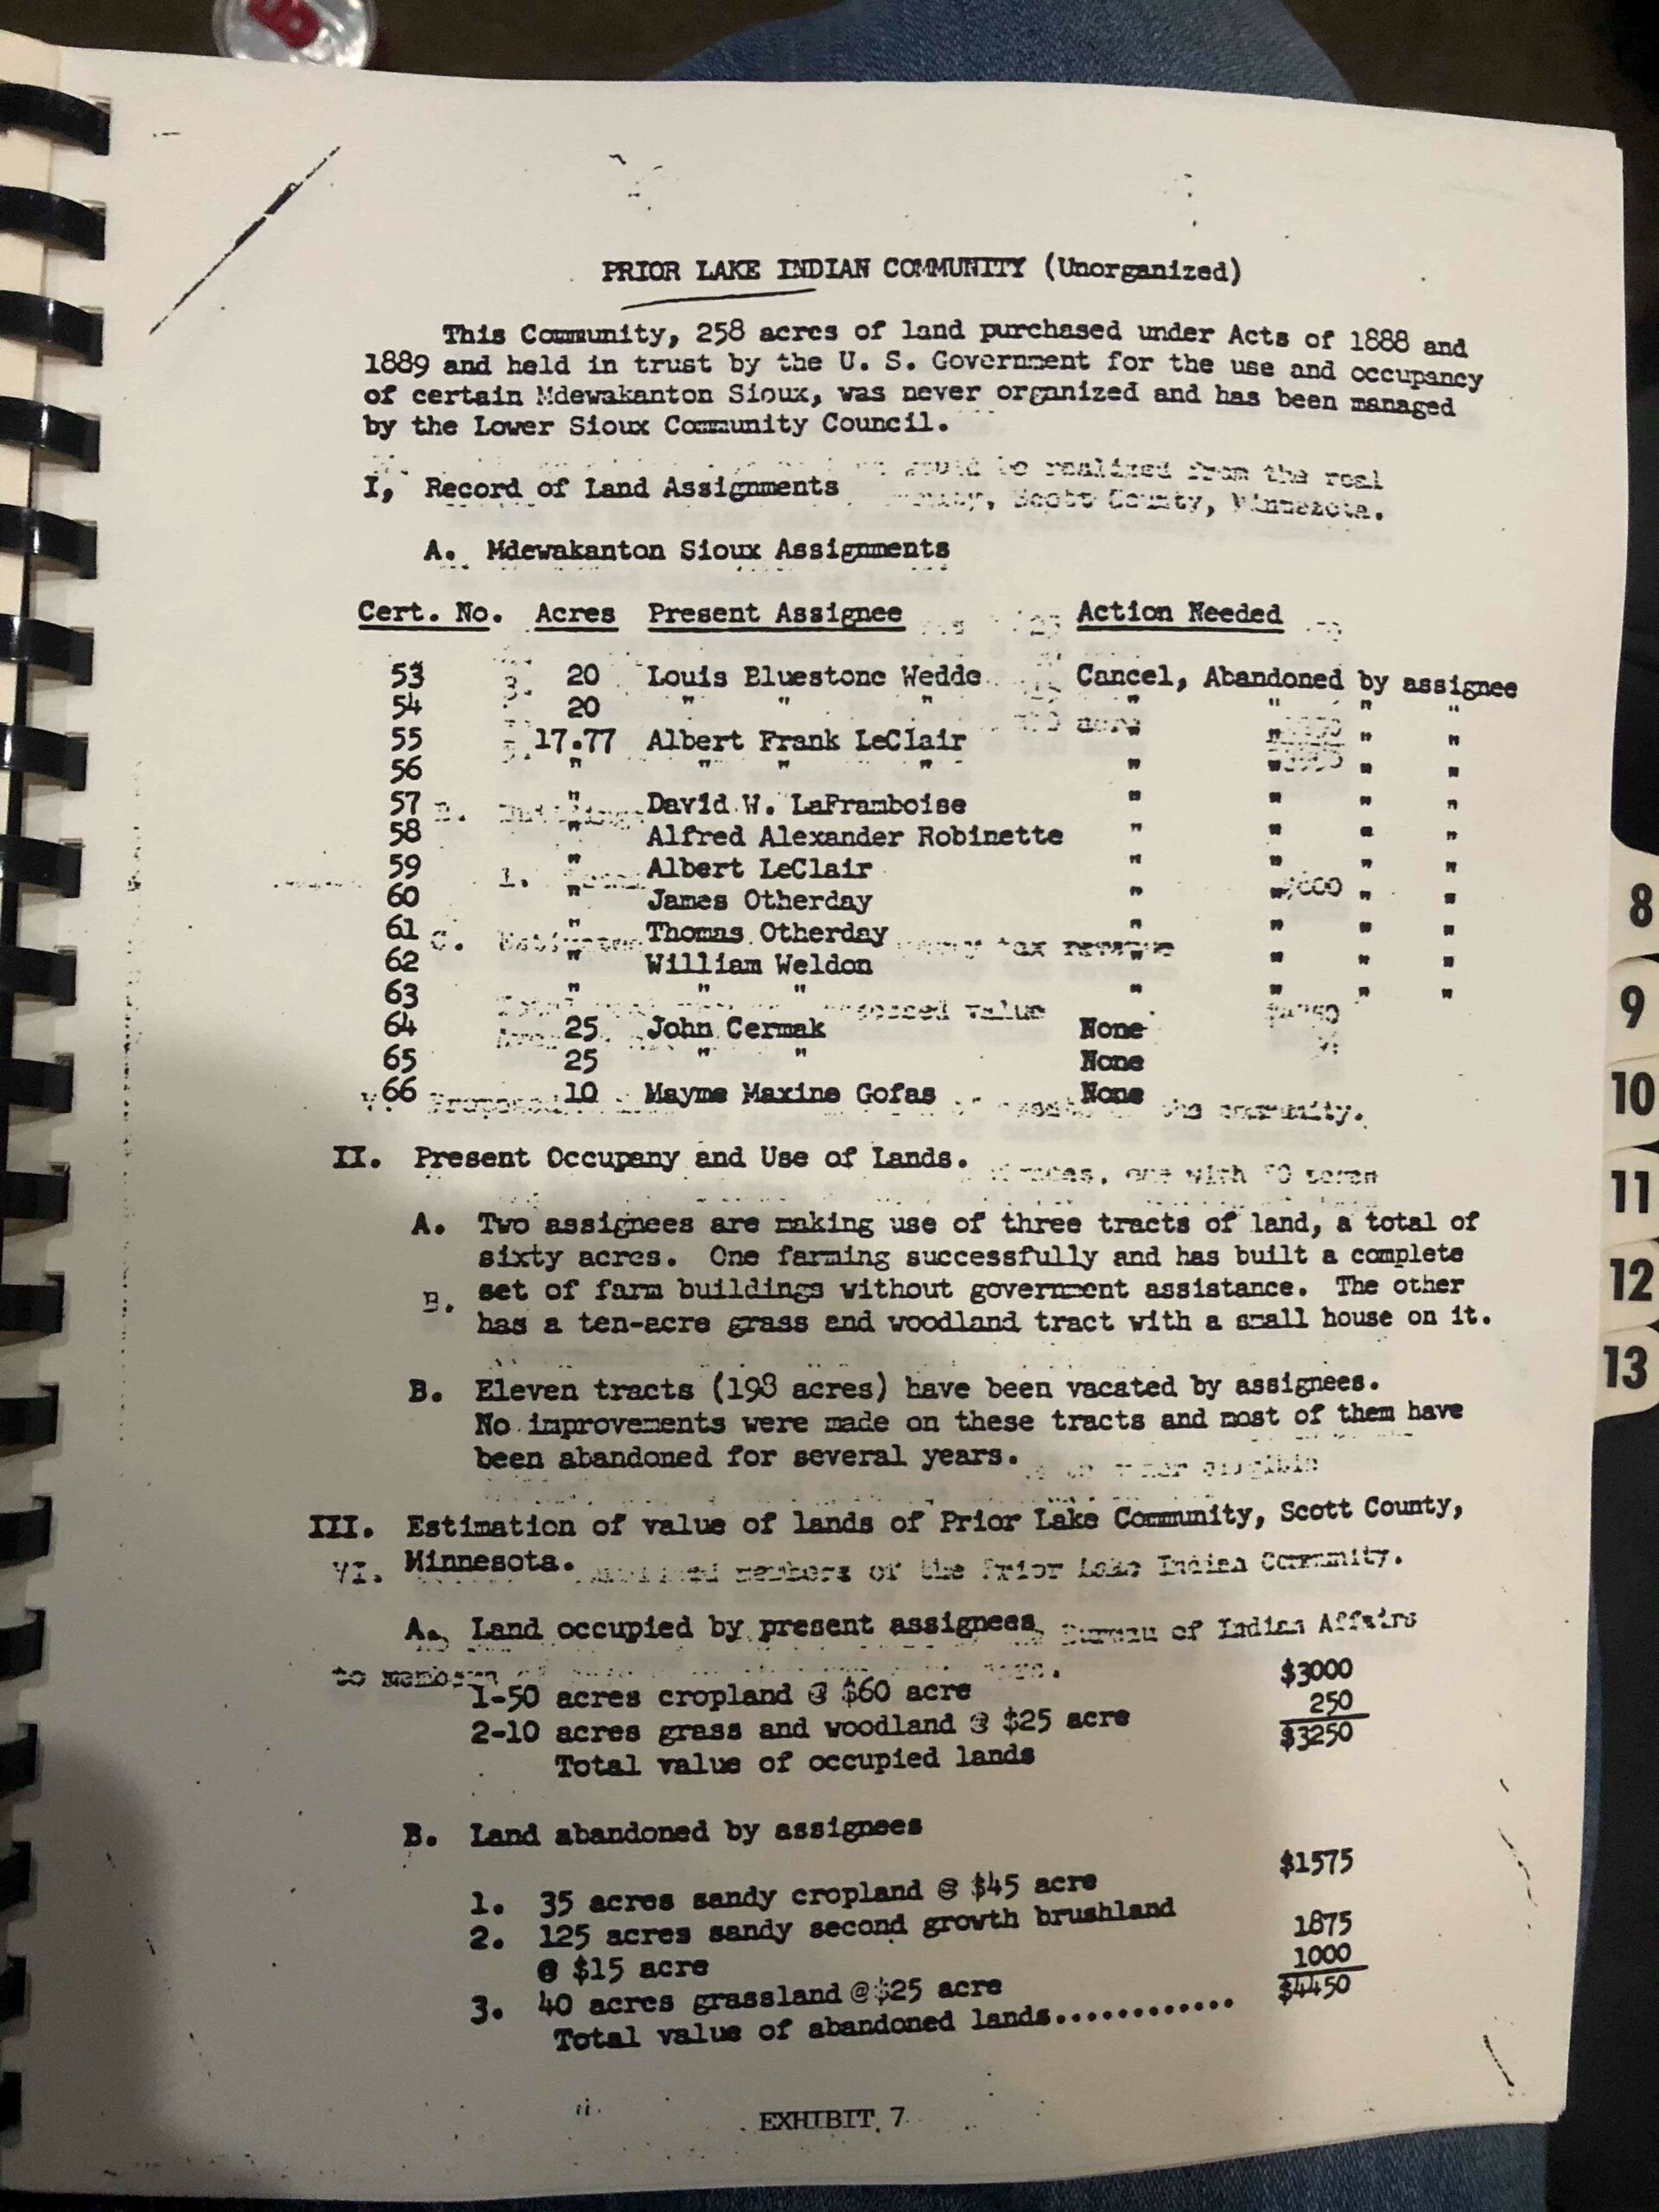 PRIOR LAKE INDIAN COMMUNITY (Unorganized)
This Community, 258 acres of land purchased under Acts of 1888 and
1889 and held in trust by the U. S. Government for the use and occupancy
of certain Mdewakanton Sioux, was never organized and has been managed
by the Lower Sioux Community Council.
I, Record of Land Assignments
A. Mdewakanton Sioux Assignments
Cert. No. Acres Present Assignee Action Needed
53 20 Louis Bluestone Wedde Cancel, Abandoned by assignee
54 20 " " " " " " "
55 17.77 Albert Frank LeClair " " " "
56 " " " " " " " "
57 " David W. LaFramboise " " " "
58 " Alfred Alexander Robinette " " " "
59 " Albert LeClair " " " "
60 " James Otherday " " " "
61 " Thomas Otherday " " " "
62 " William Weldon " " " "
63 " " " " " " "
64 25 John Cermak None
65 25 " " None
66 10 Mayme Maxine Gofas None
II. Present Occupany and Use of Lands.
A. Two assignees are making use of three tracts of land, a total of
sixty acres. One farming successfully and has built a complete
set of farm buildings without government assistance. The other
has a ten-acre grass and woodland tract with a small house on it.
B. Eleven tracts (198 acres) have been vacated by assignees.
No improvements were made on these tracts and most of them have
been abandoned for several years.
III. Estimation of value of lands of Prior Lake Community, Scott County,
Minnesota.
VI. members of the Prior Lake Indian Community.
A. Land occupied by present assignees
Bureau of Indian Affairs
1-50 acres cropland @ $60 acre $3000
2-10 acres grass and woodland @ $25 acre 250
Total value of occupied lands $3250
B. Land abandoned by assignees
1. 35 acres sandy cropland @ $45 acre $1575
2. 125 acres sandy second growth brushland
@ $15 acre 1875
3. 40 acres grassland @ $25 acre 1000
Total value of abandoned lands............ $4450
EXHIBIT 7
8
9
10
11
12
13